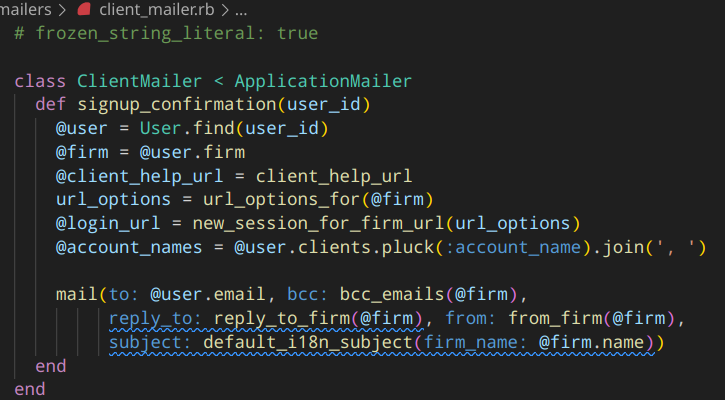 mailers > client_mailer.rb > ...
# frozen_string_literal: true
class ClientMailer < ApplicationMailer
def signup_confirmation(user_id)
@user = User.find(user_id)
@firm = @user.firm
@client_help_url = client_help_url
url_options = url_options_for(@firm)
@login_url = new_session_for_firm_url(url_options)
@account_names = @user.clients.pluck(:account_name).join(', ')
mail(to: @user.email, bcc: bcc_emails(@firm),
reply_to: reply_to_firm(@firm), from: from_firm(@firm),
subject: default_i18n_subject(firm_name: @firm.name))
end
end